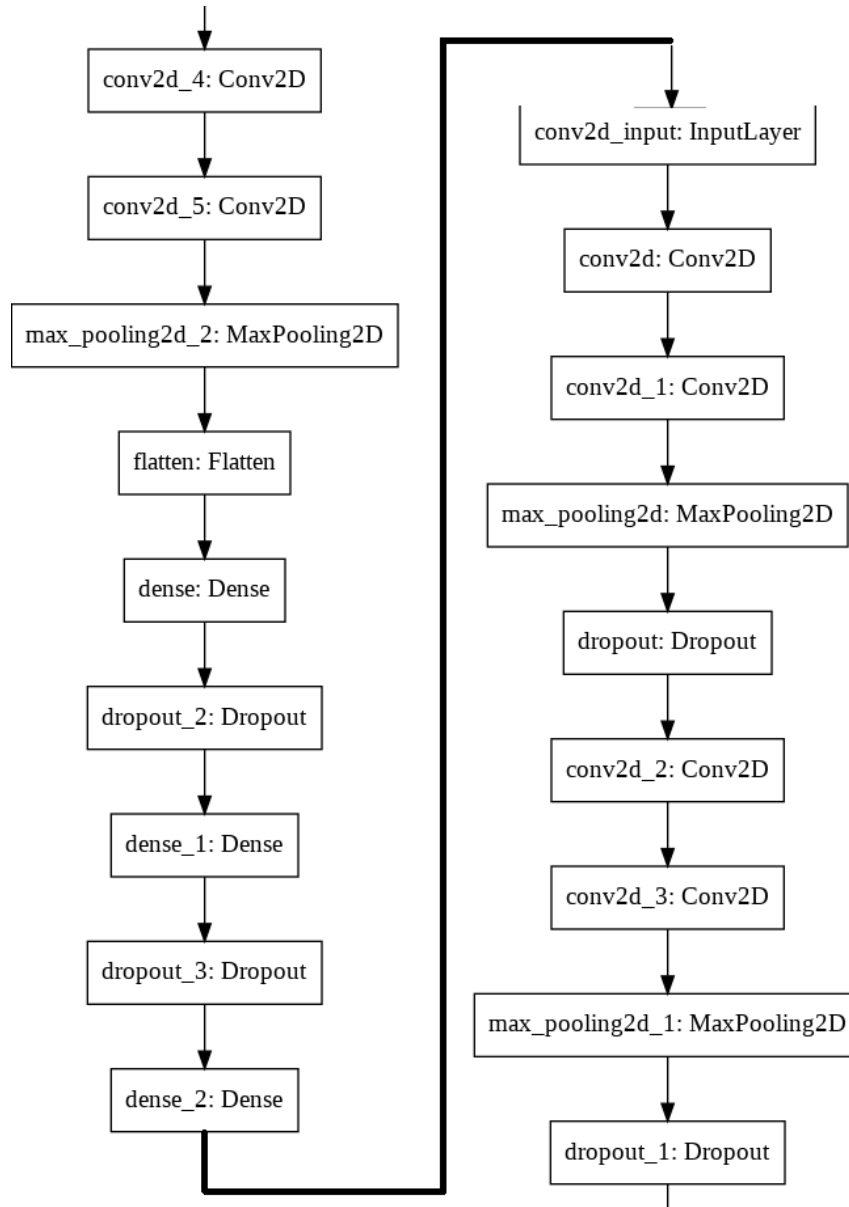 conv2d_4: Conv2D
conv2d_5: Conv2D
max_pooling2d_2: MaxPooling2D
flatten: Flatten
dense: Dense
dropout_2: Dropout
dense_1: Dense
dropout_3: Dropout
dense_2: Dense
conv2d_input: InputLayer
conv2d: Conv2D
conv2d_1: Conv2D
max_pooling2d: MaxPooling2D
dropout: Dropout
conv2d_2: Conv2D
conv2d_3: Conv2D
max_pooling2d_1: MaxPooling2D
dropout_1: Dropout